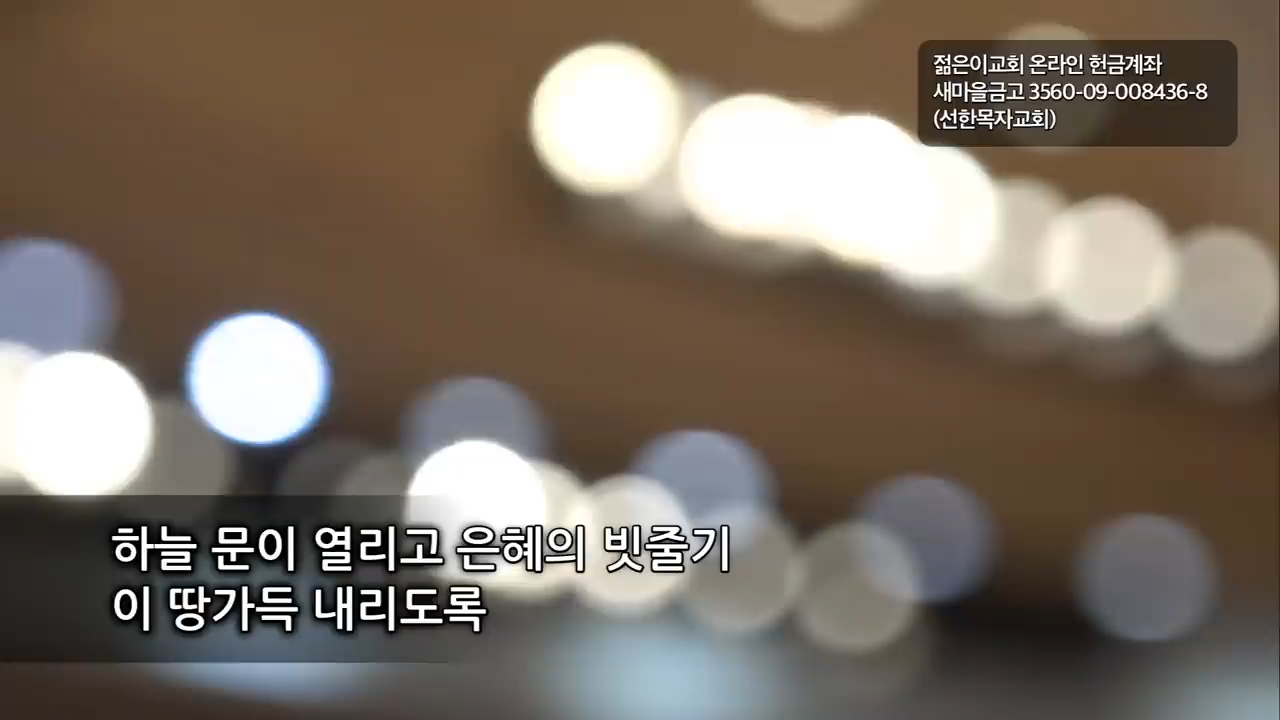 젊은이교회 온라인 헌금계좌
새마을금고 3560-09-008436-8
(선한목자교회)
하늘 문이 열리고 은혜의 빗줄기
이 땅가득 내리도록